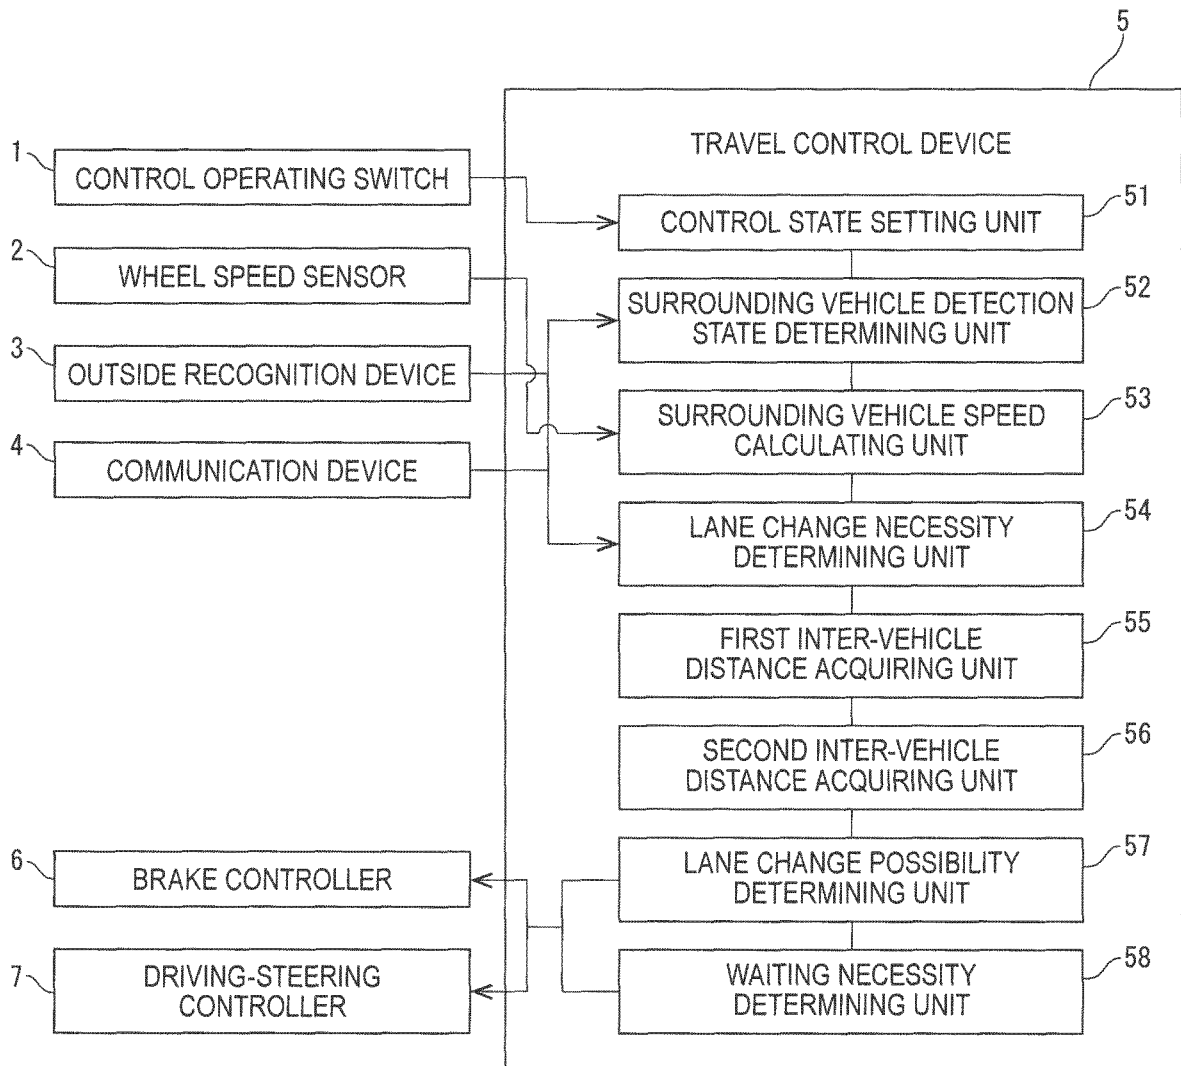 5
TRAVEL CONTROL DEVICE
1
CONTROL OPERATING SWITCH
2
WHEEL SPEED SENSOR
3
OUTSIDE RECOGNITION DEVICE
4
COMMUNICATION DEVICE
51
CONTROL STATE SETTING UNIT
52
SURROUNDING VEHICLE DETECTION
STATE DETERMINING UNIT
53
SURROUNDING VEHICLE SPEED
CALCULATING UNIT
54
LANE CHANGE NECESSITY
DETERMINING UNIT
55
FIRST INTER-VEHICLE
DISTANCE ACQUIRING UNIT
56
SECOND INTER-VEHICLE
DISTANCE ACQUIRING UNIT
57
LANE CHANGE POSSIBILITY
DETERMINING UNIT
58
WAITING NECESSITY
DETERMINING UNIT
6
BRAKE CONTROLLER
7
DRIVING-STEERING
CONTROLLER